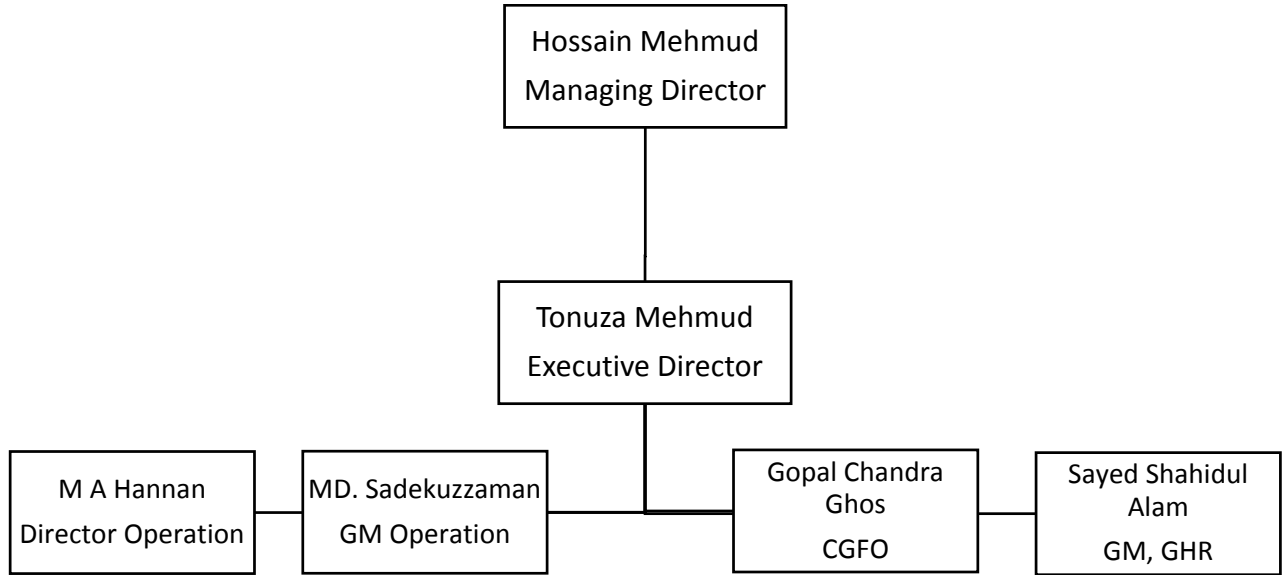 Hossain Mehmud
Managing Director
Tonuza Mehmud
Executive Director
M A Hannan
Director Operation
MD. Sadekuzzaman
GM Operation
Gopal Chandra
Ghos
CGFO
Sayed Shahidul
Alam
GM, GHR